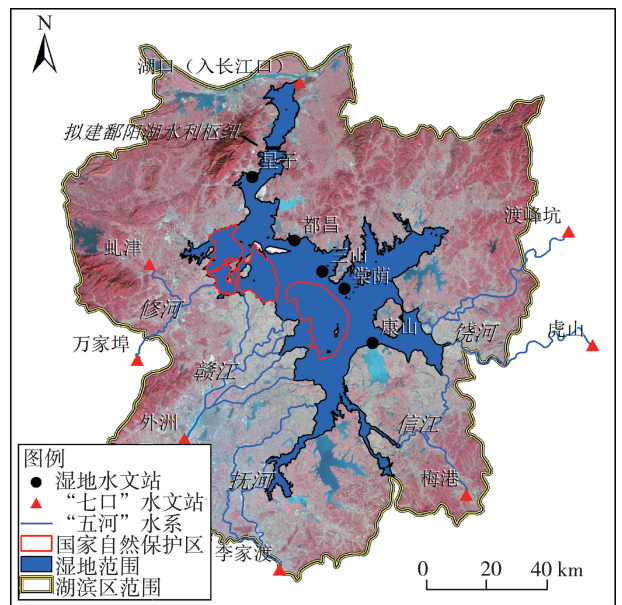 N
湖口（入长江口）
拟建鄱阳湖水利枢纽
星子
渡峰坑
都昌
虬津
三山
棠荫
修河
康山
饶河
虎山
万家埠
赣江
外洲
信江
抚河
梅港
李家渡
图例
湿地水文站
“七口”水文站
“五河”水系
国家自然保护区
湿地范围
湖滨区范围
0 20 40 km